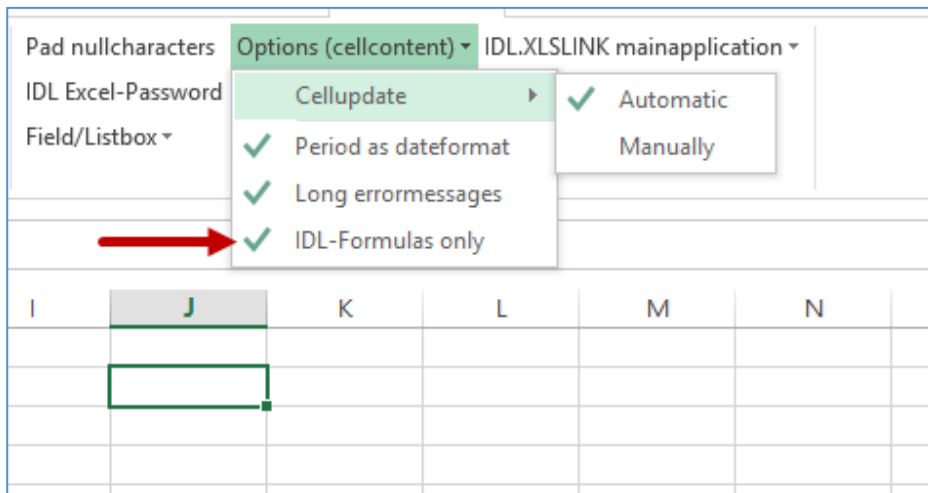 Pad nullcharacters Options (cellcontent) IDL.XLSLINK mainapplication
IDL Excel-Password Cellupdate Automatic
Field/Listbox Period as dateformat Manually
Long errormessages
IDL-Formulas only
I J K L M N